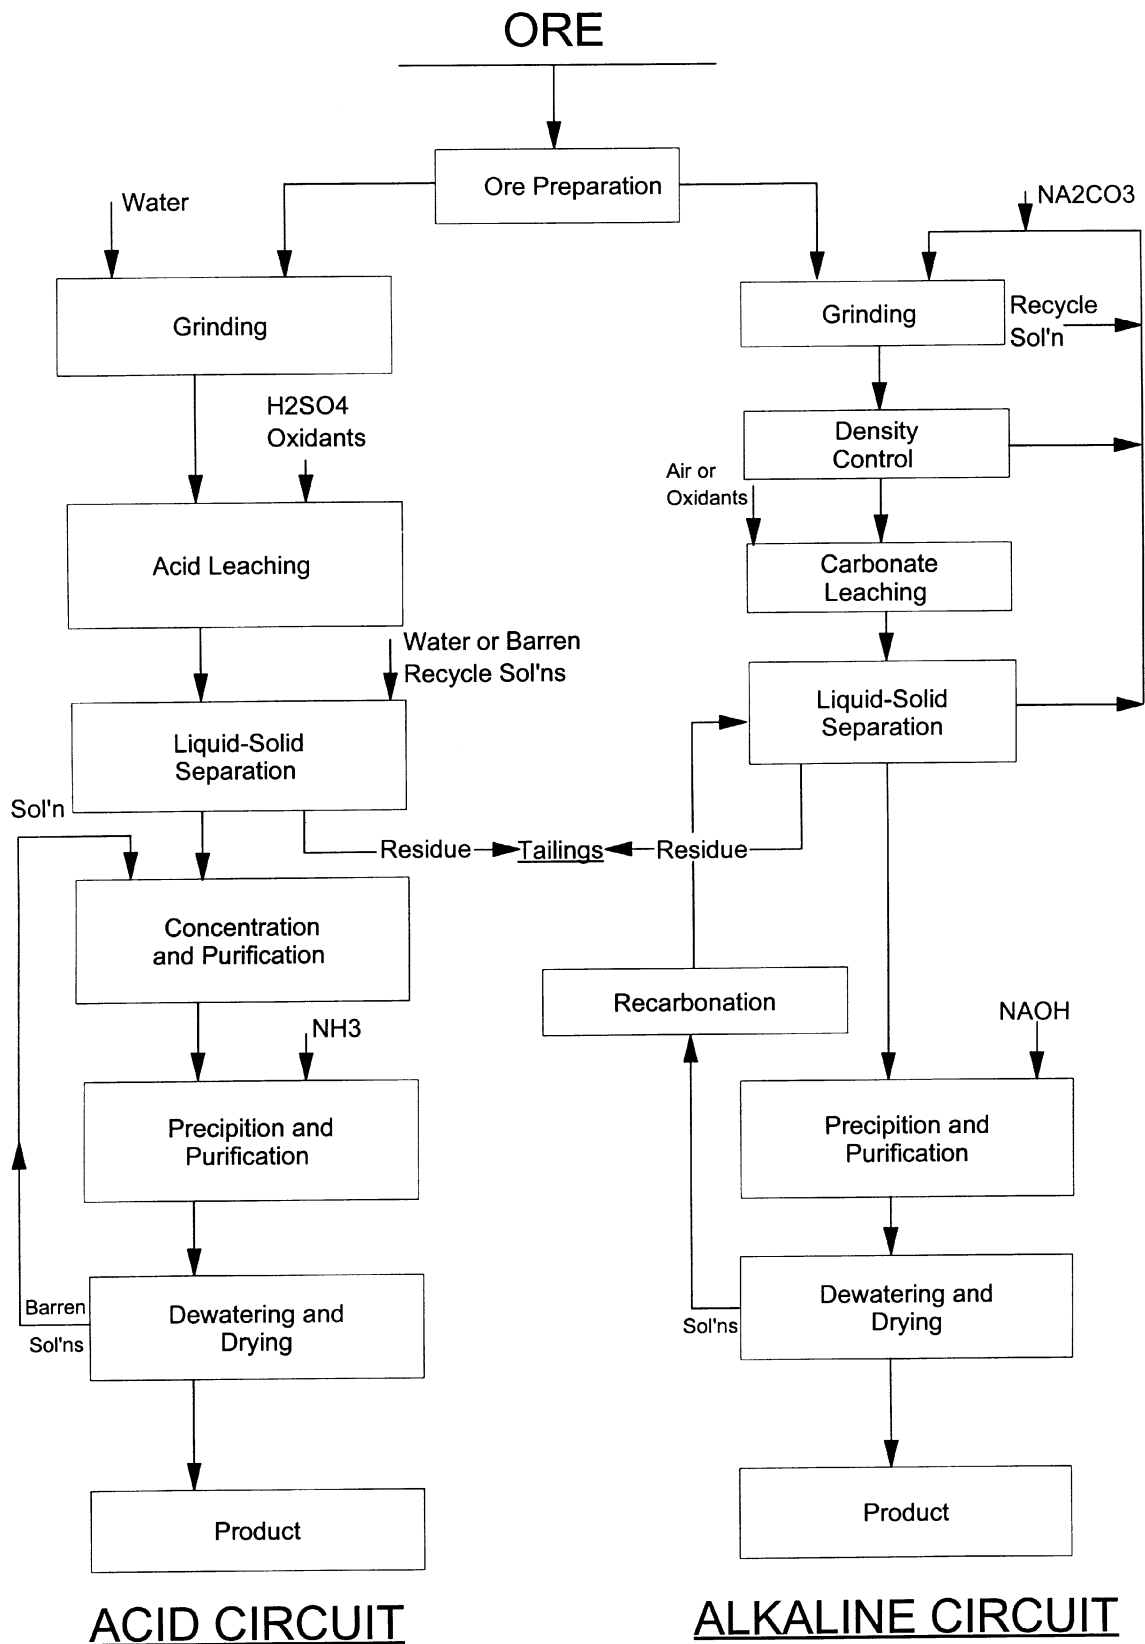 ORE
Ore Preparation
Water
Grinding
H2SO4
Oxidants
Acid Leaching
Water or Barren
Recycle Sol'ns
Liquid-Solid
Separation
Sol'n
Residue
Tailings
Residue
Concentration
and Purification
NH3
Precipition and
Purification
Barren
Sol'ns
Dewatering and
Drying
Product
ACID CIRCUIT
NA2CO3
Grinding
Recycle
Sol'n
Density
Control
Air or
Oxidants
Carbonate
Leaching
Liquid-Solid
Separation
Recarbonation
NAOH
Precipition and
Purification
Dewatering and
Drying
Sol'ns
Product
ALKALINE CIRCUIT